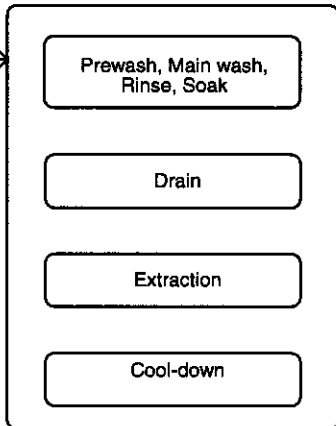 Prewash, Main wash,
Rinse, Soak
Drain
Extraction
Cool-down